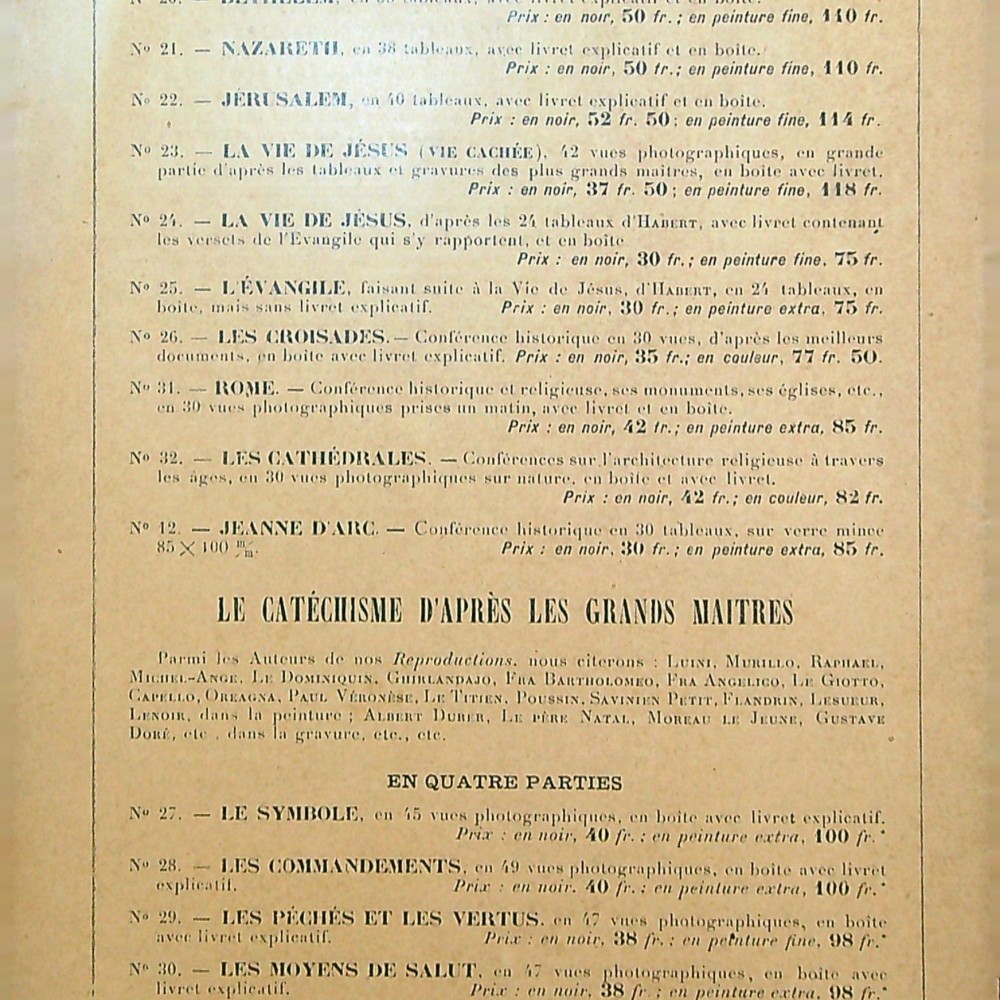 Nº 20. — BETHLÉEM, en 38 tableaux, avec livret explicatif et en boîte.
Prix : en noir, 50 fr. ; en peinture fine, 110 fr.
Nº 21. — NAZARETH, en 38 tableaux, avec livret explicatif et en boîte.
Prix : en noir, 50 fr. ; en peinture fine, 110 fr.
Nº 22. — JÉRUSALEM, en 40 tableaux, avec livret explicatif et en boîte.
Prix : en noir, 52 fr. 50 ; en peinture fine, 114 fr.
Nº 23. — LA VIE DE JÉSUS (VIE CACHÉE), 42 vues photographiques, en grande
partie d'après les tableaux et gravures des plus grands maîtres, en boîte avec livret.
Prix : en noir, 37 fr. 50 ; en peinture fine, 118 fr.
Nº 24. — LA VIE DE JÉSUS, d'après les 24 tableaux d'HABERT, avec livret contenant
les versets de l'Evangile qui s'y rapportent, et en boîte
Prix : en noir, 30 fr. ; en peinture fine, 75 fr.
Nº 25. — L'ÉVANGILE, faisant suite à la Vie de Jésus, d'HABERT, en 24 tableaux, en
boîte, mais sans livret explicatif. Prix : en noir, 30 fr. ; en peinture extra, 75 fr.
Nº 26. — LES CROISADES. — Conférence historique en 30 vues, d'après les meilleurs
documents, en boîte avec livret explicatif. Prix : en noir, 35 fr. ; en couleur, 77 fr. 50.
Nº 31. — ROME. — Conférence historique et religieuse, ses monuments, ses églises, etc.,
en 30 vues photographiques prises un matin, avec livret et en boîte.
Prix : en noir, 42 fr. ; en peinture extra, 85 fr.
Nº 32. — LES CATHÉDRALES. — Conférences sur l'architecture religieuse à travers
les âges, en 30 vues photographiques sur nature, en boîte et avec livret.
Prix : en noir, 42 fr. ; en couleur, 82 fr.
Nº 12. — JEANNE D'ARC. — Conférence historique en 30 tableaux, sur verre mince
85 × 100 m/m. Prix : en noir, 30 fr. ; en peinture extra, 85 fr.
LE CATÉCHISME D'APRÈS LES GRANDS MAITRES
Parmi les Auteurs de nos Reproductions, nous citerons : LUINI, MURILLO, RAPHAEL,
MICHEL-ANGE, LE DOMINIQUIN, GHIRLANDAJO, FRA BARTHOLOMEO, FRA ANGELICO, LE GIOTTO,
CAPELLO, OREAGNA, PAUL VÉRONÈSE, LE TITIEN, POUSSIN, SAVINIEN PETIT, FLANDRIN, LESUEUR,
LENOIR, dans la peinture ; ALBERT DURER, LE PÈRE NATAL, MOREAU LE JEUNE, GUSTAVE
DORÉ, etc , dans la gravure, etc., etc.
EN QUATRE PARTIES
Nº 27. — LE SYMBOLE, en 45 vues photographiques, en boîte avec livret explicatif.
Prix : en noir, 40 fr. ; en peinture extra, 100 fr.
Nº 28. — LES COMMANDEMENTS, en 49 vues photographiques, en boîte avec livret
explicatif. Prix : en noir. 40 fr. ; en peinture extra, 100 fr.
Nº 29. — LES PÉCHÉS ET LES VERTUS, en 47 vues photographiques, en boîte
avec livret explicatif. Prix : en noir, 38 fr. ; en peinture fine, 98 fr.
Nº 30. — LES MOYENS DE SALUT, en 47 vues photographiques, en boîte avec
livret explicatif. Prix : en noir, 38 fr. ; en peinture extra, 98 fr.